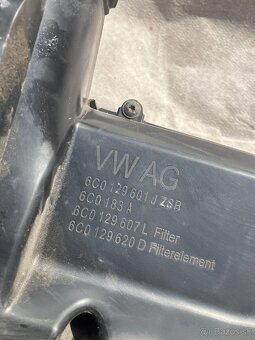 VW AG
6C0 129 601 J ZSB
6C0 183 A
6C0 129 607 L Filter
6C0 129 620 D Filterelement